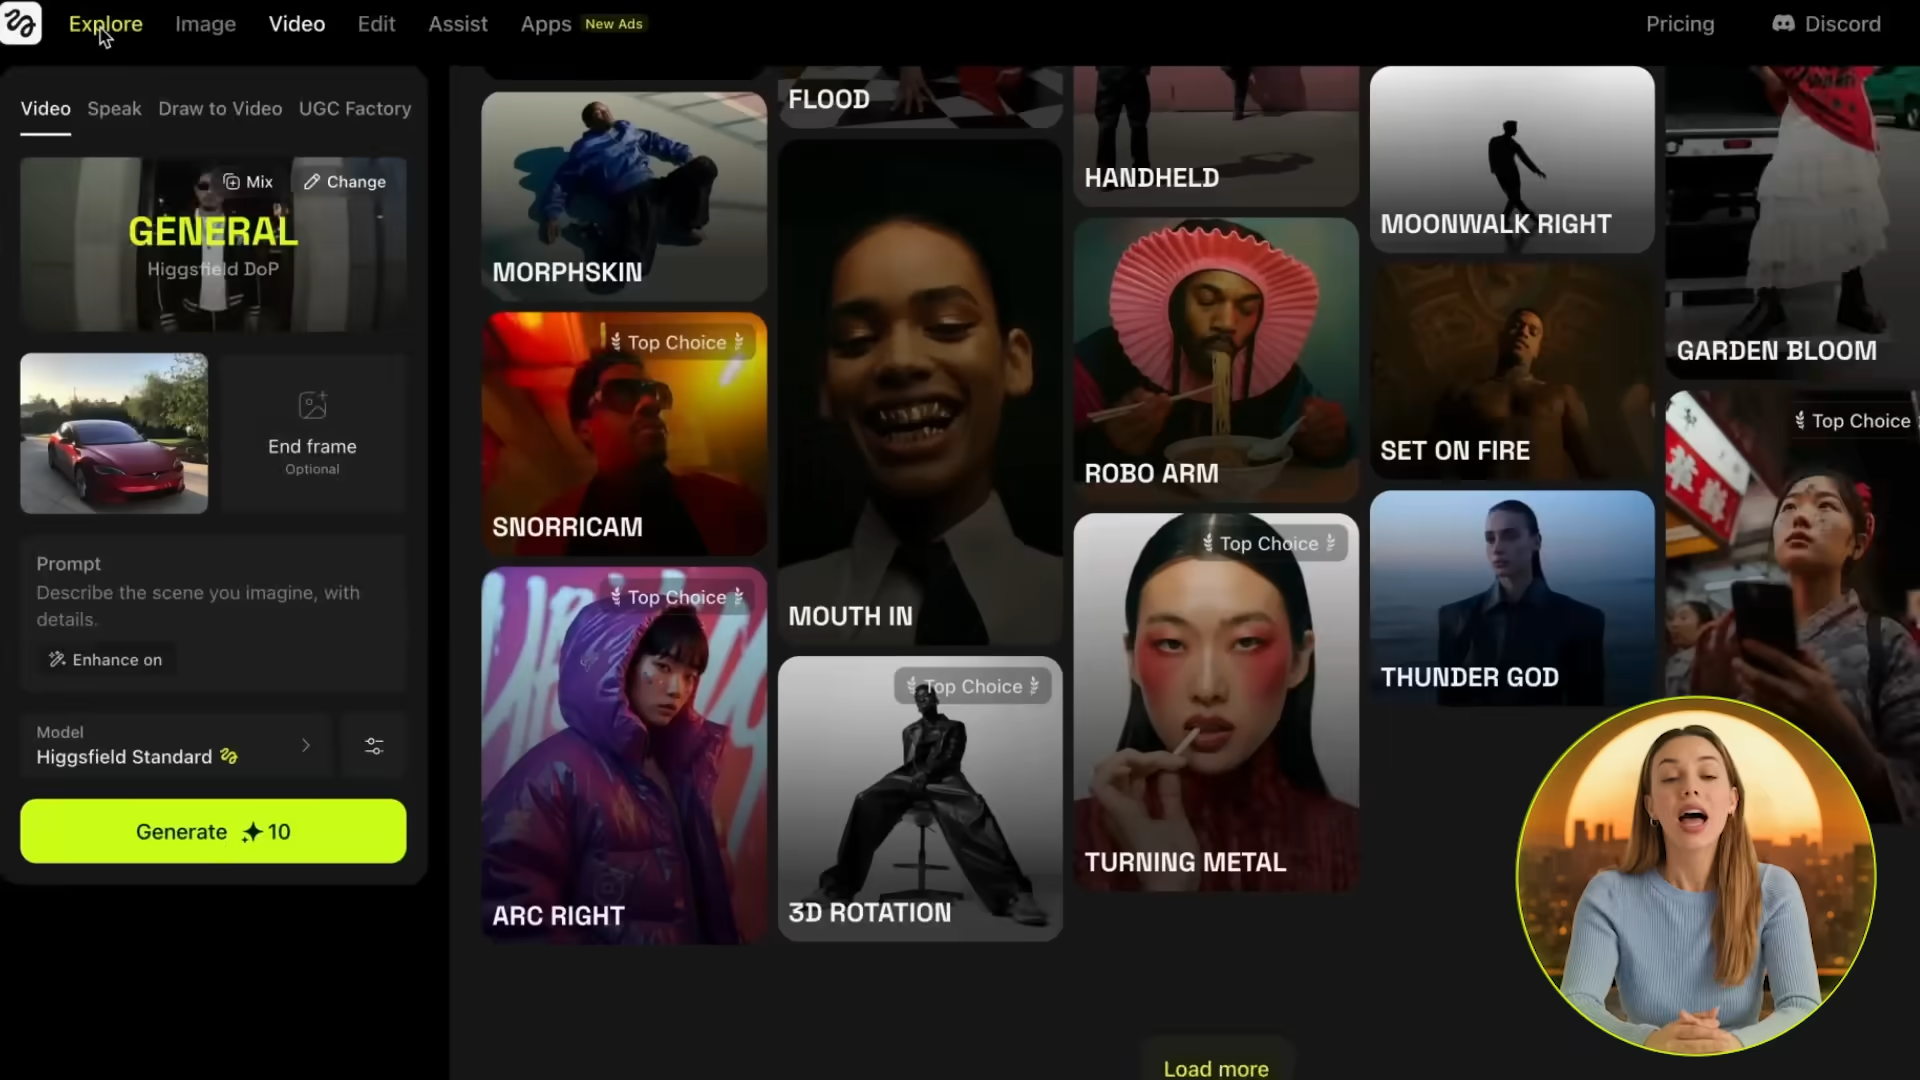 Explore
Image
Video
Edit
Assist
Apps
New Ads
Pricing
Discord
Video
Speak
Draw to Video
UGC Factory
Mix
Change
GENERAL
Higgsfield DoP
End frame
Optional
Prompt
Describe the scene you imagine, with
details.
Enhance on
Model
Higgsfield Standard
Generate 10
MORPHSKIN
Top Choice
SNORRICAM
Top Choice
ARC RIGHT
FLOOD
MOUTH IN
Top Choice
3D ROTATION
HANDHELD
ROBO ARM
Top Choice
TURNING METAL
MOONWALK RIGHT
SET ON FIRE
THUNDER GOD
GARDEN BLOOM
Top Choice
Load more